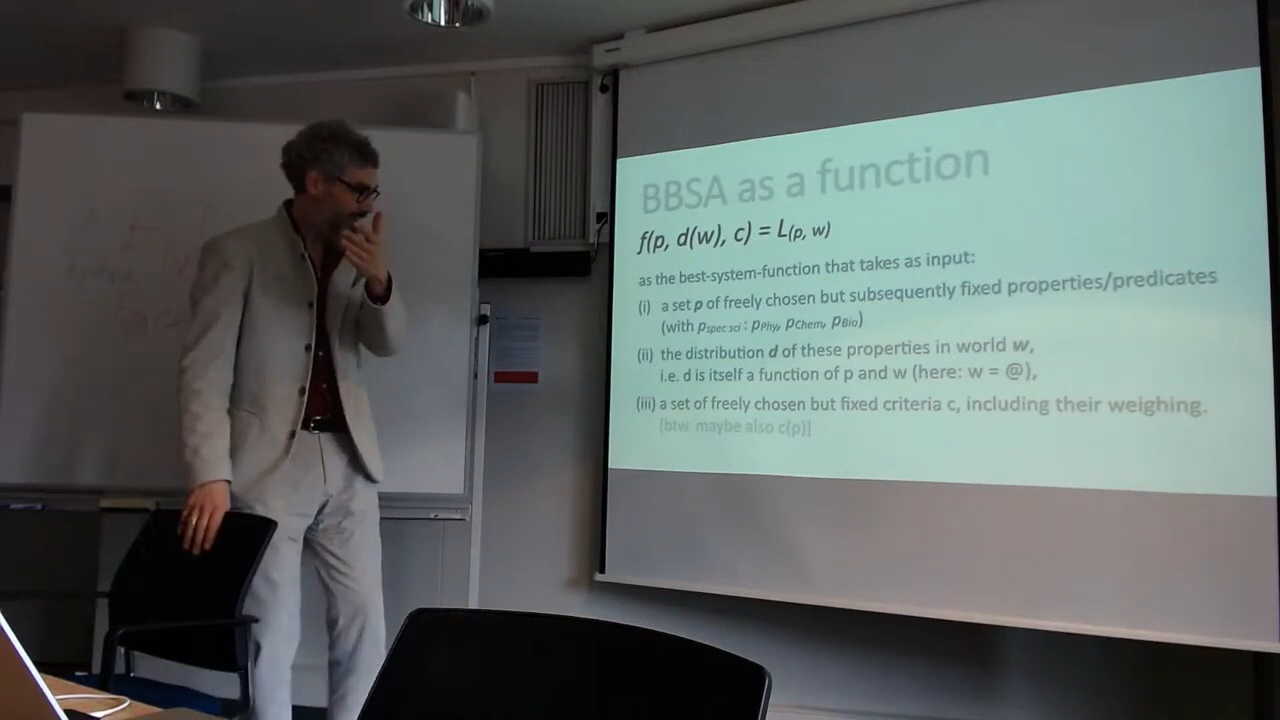 BBSA as a function
f(p, d(w), c) = L(p, w)
as the best-system-function that takes as input:
(i) a set p of freely chosen but subsequently fixed properties/predicates
(with pspec sci : pPhy, pChem, pBio)
(ii) the distribution d of these properties in world w,
i.e. d is itself a function of p and w (here: w = @),
(iii) a set of freely chosen but fixed criteria c, including their weighing.
[btw. maybe also c(p)]